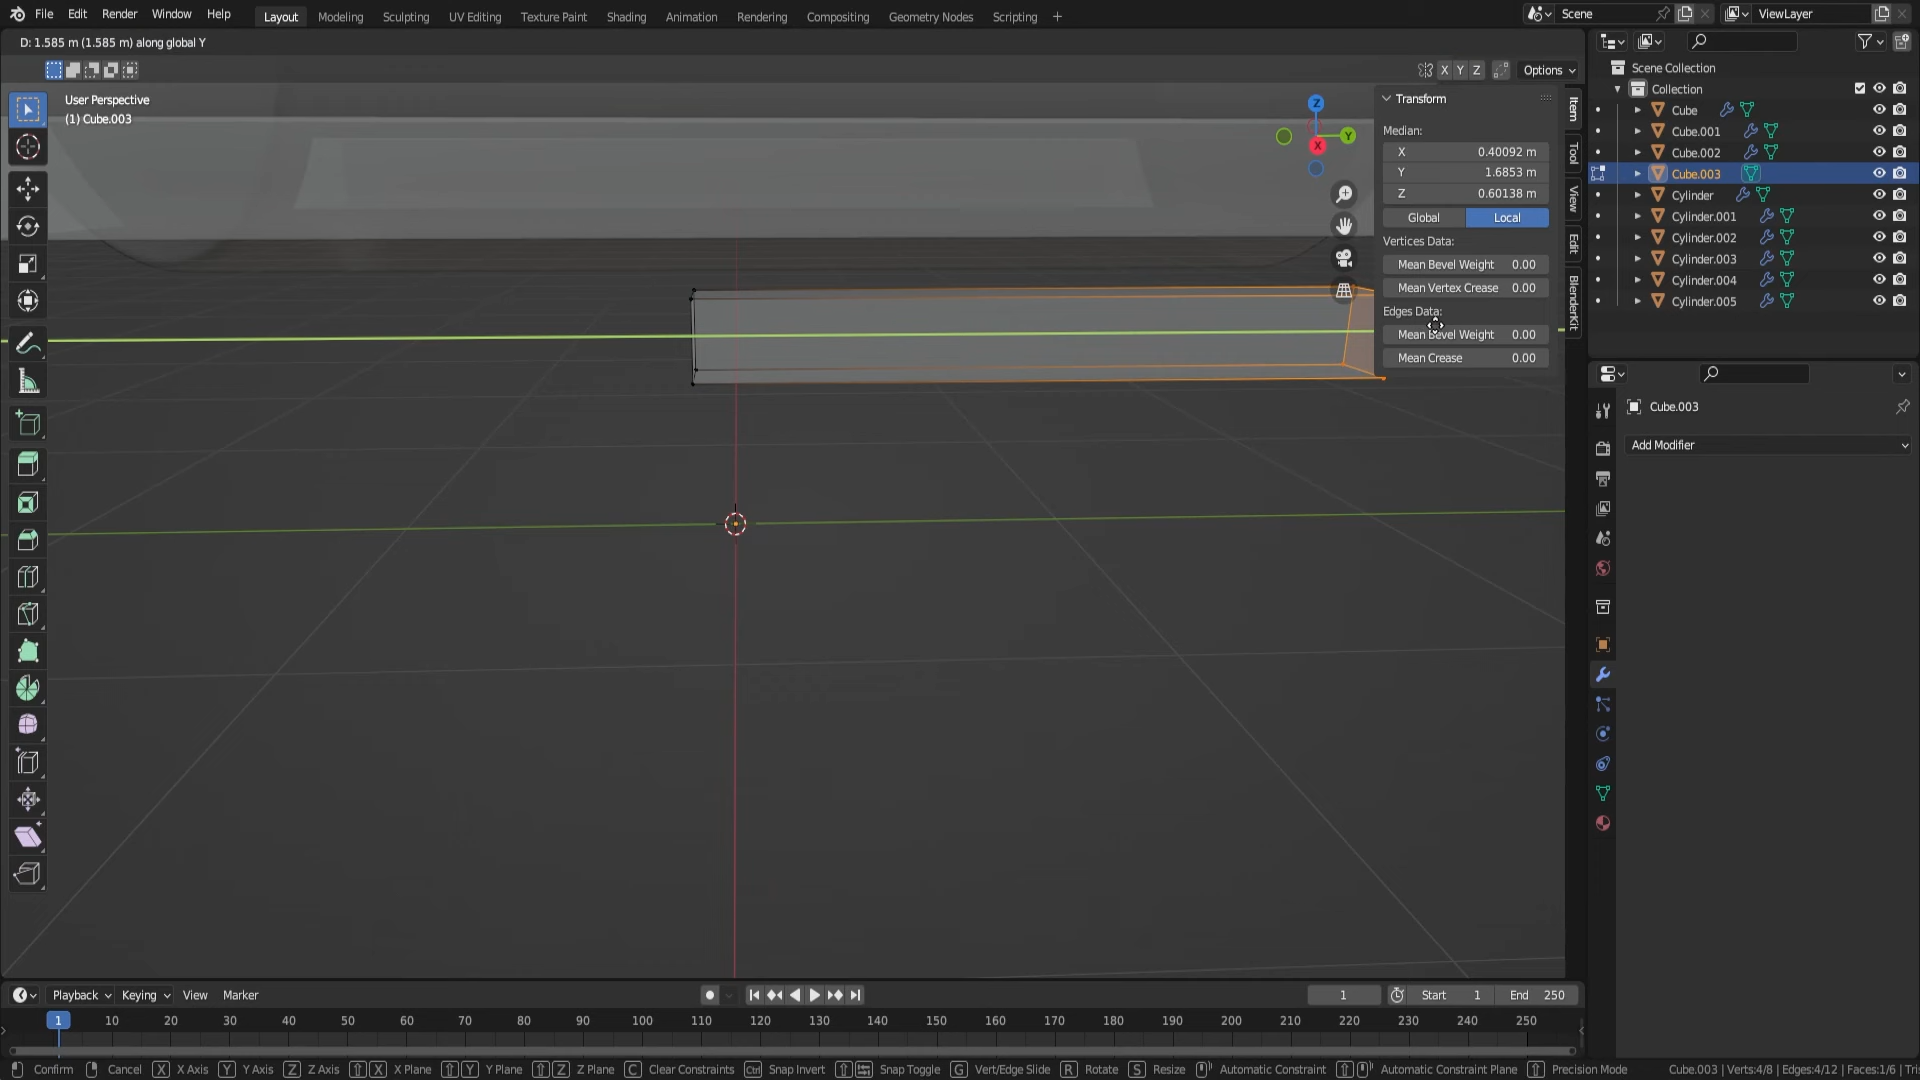 File Edit Render Window Help Layout Modeling Sculpting UV Editing Texture Paint Shading Animation Rendering Compositing Geometry Nodes Scripting + Scene ViewLayer
D: 1.585 m (1.585 m) along global Y
X Y Z Options
User Perspective
(1) Cube.003
Z
Y
X
Transform
Median:
X 0.40092 m
Y 1.6853 m
Z 0.60138 m
Global Local
Vertices Data:
Mean Bevel Weight 0.00
Mean Vertex Crease 0.00
Edges Data:
Mean Bevel Weight 0.00
Mean Crease 0.00
Item
Tool
View
Edit
BlenderKit
Scene Collection
Collection
Cube
Cube.001
Cube.002
Cube.003
Cylinder
Cylinder.001
Cylinder.002
Cylinder.003
Cylinder.004
Cylinder.005
Cube.003
Add Modifier
Playback Keying View Marker 1 Start 1 End 250
1 10 20 30 40 50 60 70 80 90 100 110 120 130 140 150 160 170 180 190 200 210 220 230 240 250
Confirm Cancel X X Axis Y Y Axis Z Z Axis X X Plane Y Y Plane Z Z Plane C Clear Constraints Ctrl Snap Invert Snap Toggle G Vert/Edge Slide R Rotate S Resize Automatic Constraint Automatic Constraint Plane Precision Mode Cube.003 | Verts:4/8 | Edges:4/12 | Faces:1/6 | Tri